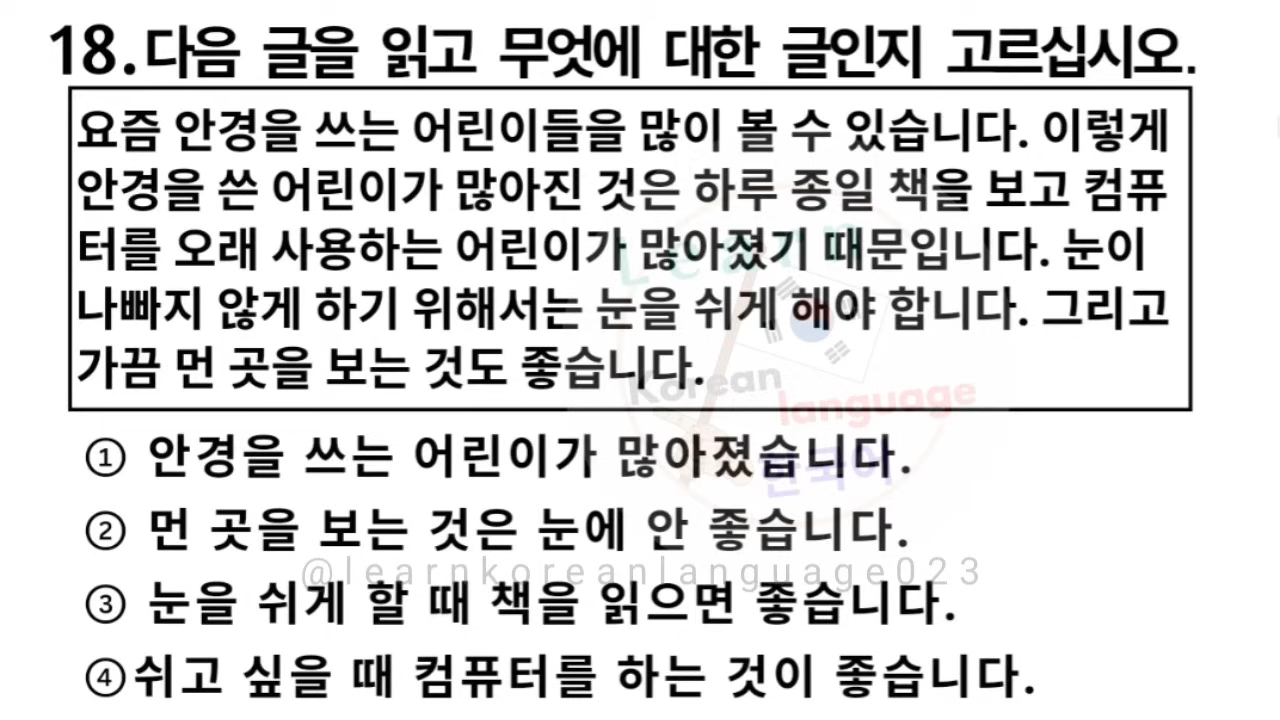 18.다음 글을 읽고 무엇에 대한 글인지 고르십시오.
요즘 안경을 쓰는 어린이들을 많이 볼 수 있습니다. 이렇게
안경을 쓴 어린이가 많아진 것은 하루 종일 책을 보고 컴퓨
터를 오래 사용하는 어린이가 많아졌기 때문입니다. 눈이
나빠지 않게 하기 위해서는 눈을 쉬게 해야 합니다. 그리고
가끔 먼 곳을 보는 것도 좋습니다.
Learn
Korean
language
한국어
① 안경을 쓰는 어린이가 많아졌습니다.
② 먼 곳을 보는 것은 눈에 안 좋습니다.
@learnkoreanlanguage023
③ 눈을 쉬게 할 때 책을 읽으면 좋습니다.
④쉬고 싶을 때 컴퓨터를 하는 것이 좋습니다.